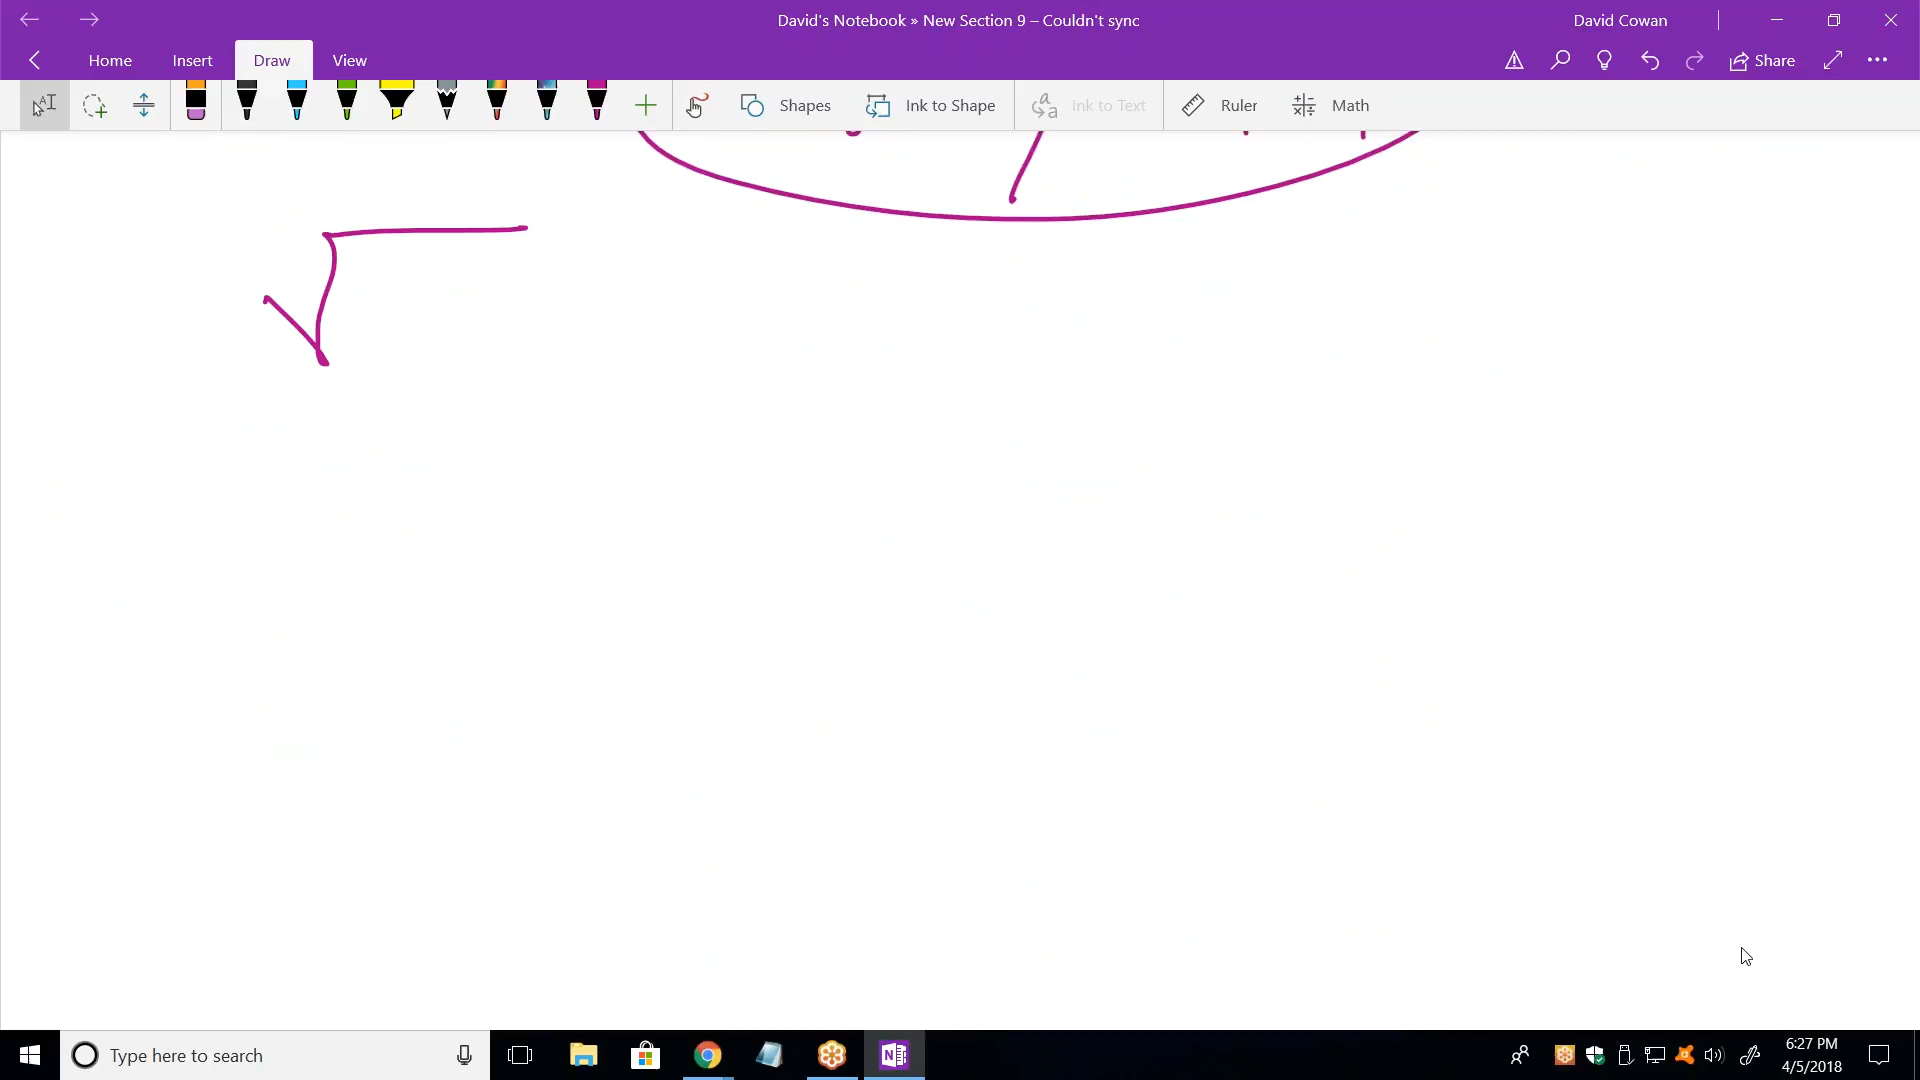 David's Notebook » New Section 9 – Couldn't sync
David Cowan
Home Insert Draw View
Share
Shapes Ink to Shape Ink to Text Ruler Math
√
Type here to search
6:27 PM
4/5/2018